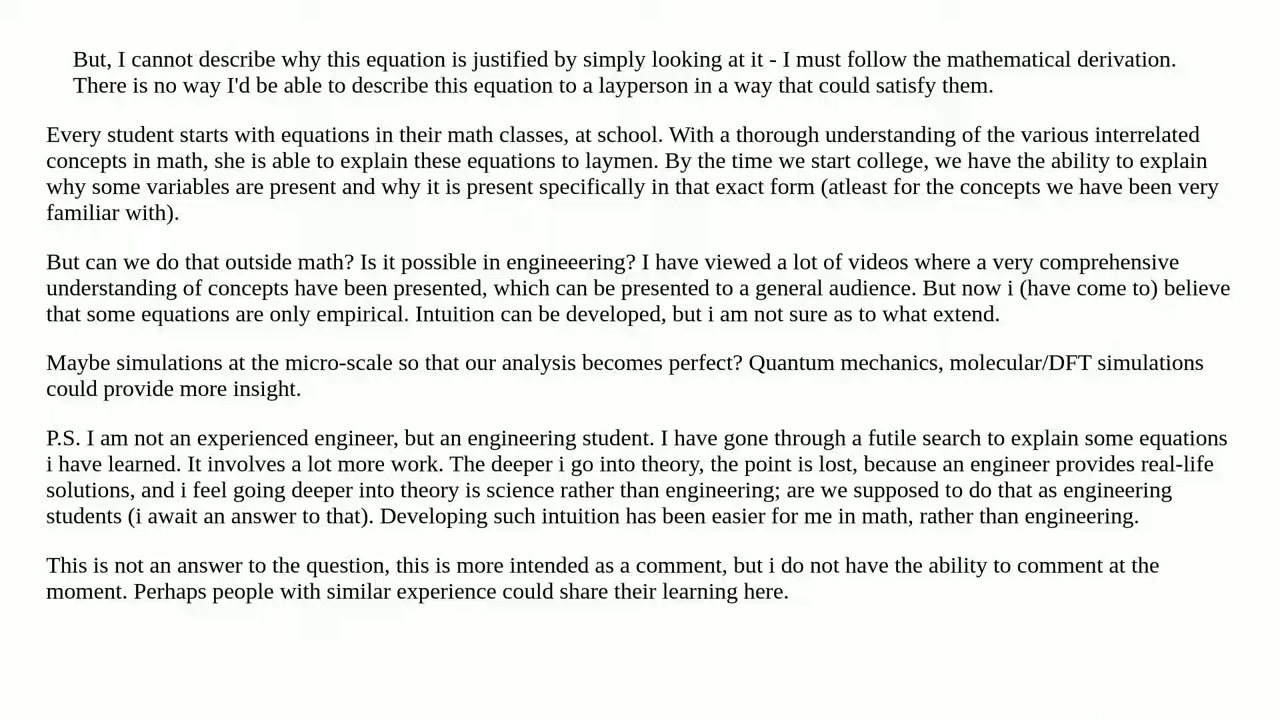 But, I cannot describe why this equation is justified by simply looking at it - I must follow the mathematical derivation.
There is no way I'd be able to describe this equation to a layperson in a way that could satisfy them.
Every student starts with equations in their math classes, at school. With a thorough understanding of the various interrelated
concepts in math, she is able to explain these equations to laymen. By the time we start college, we have the ability to explain
why some variables are present and why it is present specifically in that exact form (atleast for the concepts we have been very
familiar with).
But can we do that outside math? Is it possible in engineeering? I have viewed a lot of videos where a very comprehensive
understanding of concepts have been presented, which can be presented to a general audience. But now i (have come to) believe
that some equations are only empirical. Intuition can be developed, but i am not sure as to what extend.
Maybe simulations at the micro-scale so that our analysis becomes perfect? Quantum mechanics, molecular/DFT simulations
could provide more insight.
P.S. I am not an experienced engineer, but an engineering student. I have gone through a futile search to explain some equations
i have learned. It involves a lot more work. The deeper i go into theory, the point is lost, because an engineer provides real-life
solutions, and i feel going deeper into theory is science rather than engineering; are we supposed to do that as engineering
students (i await an answer to that). Developing such intuition has been easier for me in math, rather than engineering.
This is not an answer to the question, this is more intended as a comment, but i do not have the ability to comment at the
moment. Perhaps people with similar experience could share their learning here.